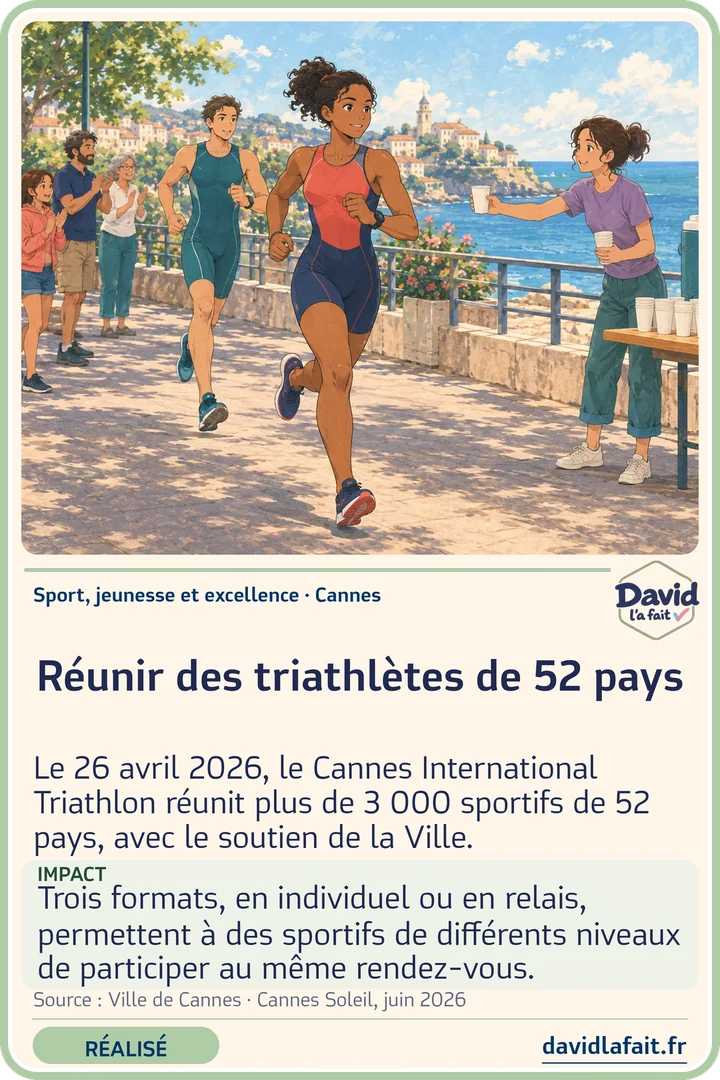 Sport, jeunesse et excellence · Cannes
David
l'a fait
Réunir des triathlètes de 52 pays
Le 26 avril 2026, le Cannes International
Triathlon réunit plus de 3 000 sportifs de 52
pays, avec le soutien de la Ville.
IMPACT
Trois formats, en individuel ou en relais,
permettent à des sportifs de différents niveaux
de participer au même rendez-vous.
Source : Ville de Cannes · Cannes Soleil, juin 2026
RÉALISÉ
davidlafait.fr